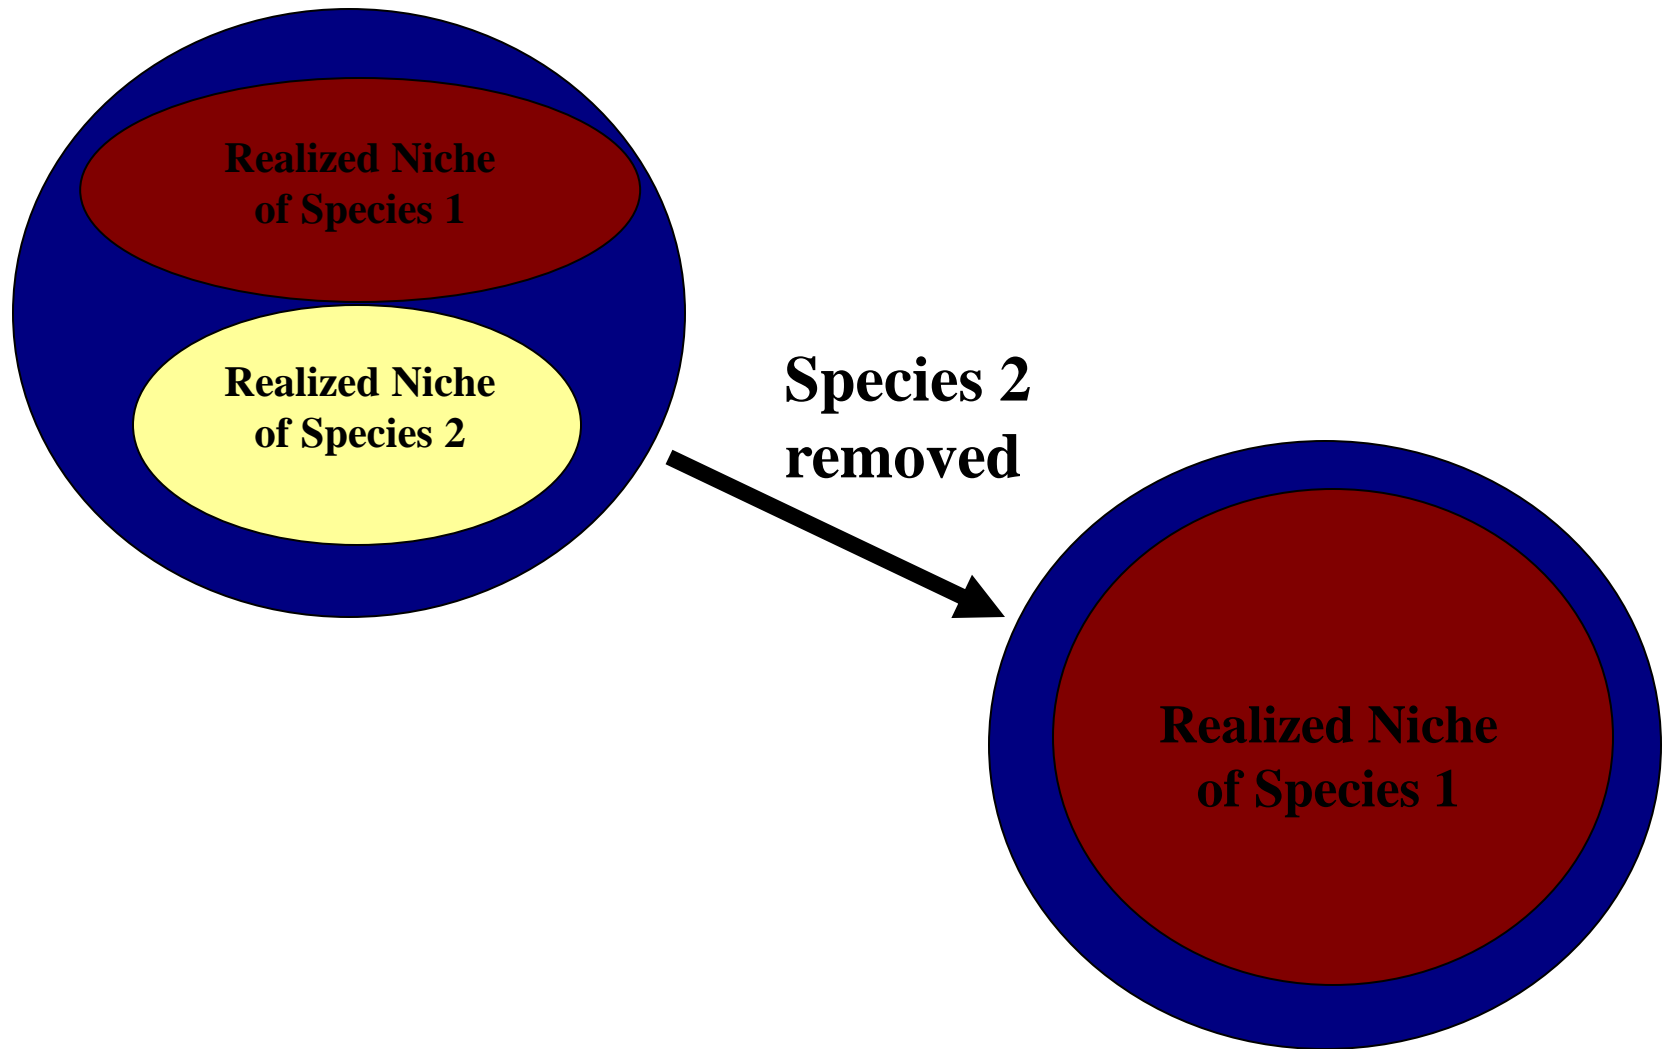 Realized Niche
of Species 1
Realized Niche
of Species 2
Species 2
removed
Realized Niche
of Species 1